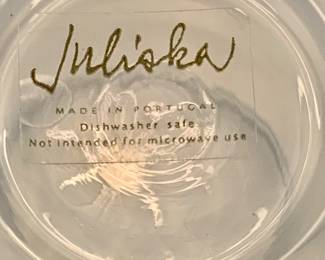 Juliska
MADE IN PORTUGAL
Dishwasher safe
Not intended for microwave use